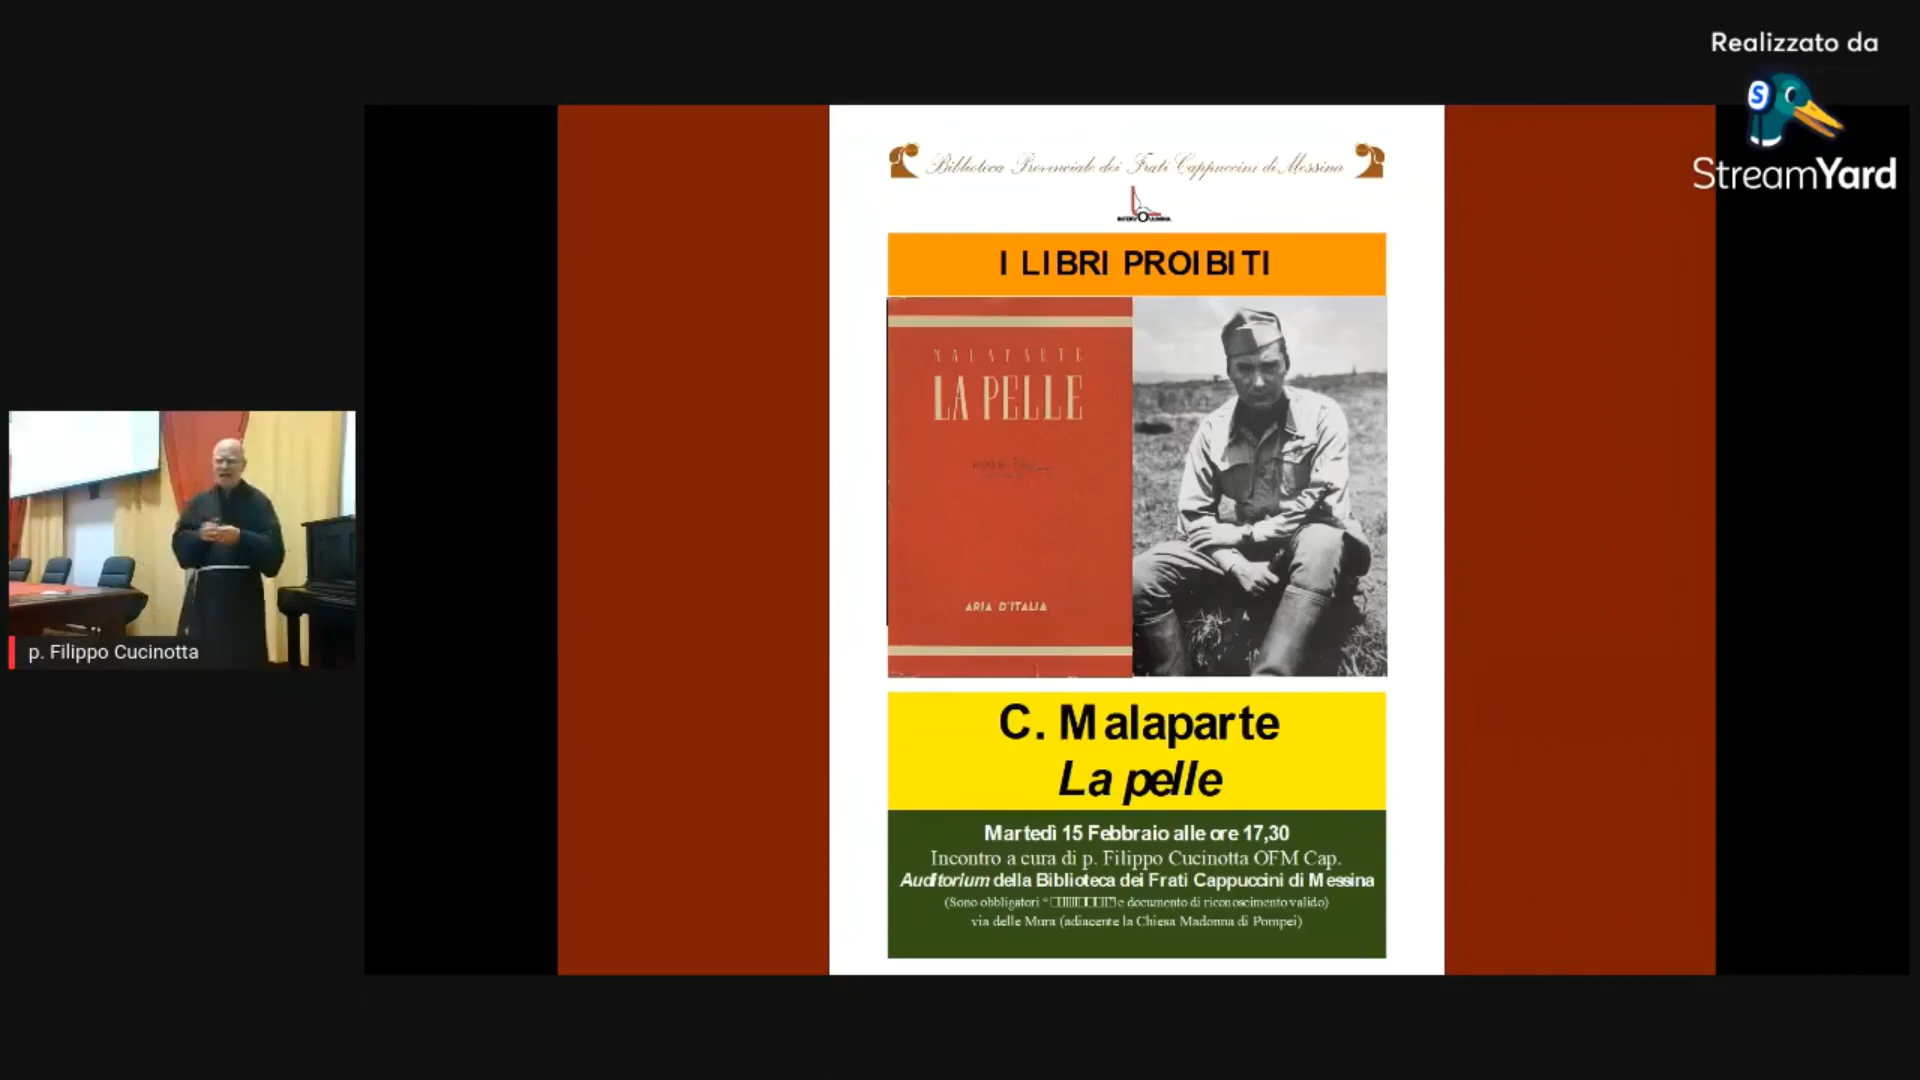 Realizzato da
StreamYard
Biblioteca Provinciale dei Frati Cappuccini di Messina
I LIBRI PROIBITI
MALAPARTE
LA PELLE
ARIA D'ITALIA
C. Malaparte
La pelle
Martedì 15 Febbraio alle ore 17,30
Incontro a cura di p. Filippo Cucinotta OFM Cap.
Auditorium della Biblioteca dei Frati Cappuccini di Messina
(Sono obbligatori “ e documento di riconoscimento valido)
via delle Mura (adiacente la Chiesa Madonna di Pompei)
p. Filippo Cucinotta